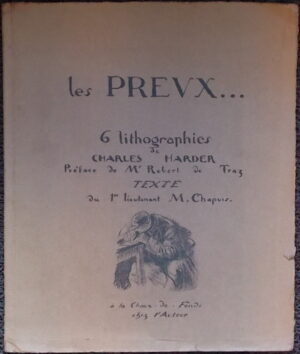 les PREVX...
6 lithographies
de
CHARLES HARDER
Préface de Mr Robert de Traz
TEXTE
du 1er lieutenant M. Chapuis.
à la Chaux-de-Fonds
chez l'Auteur